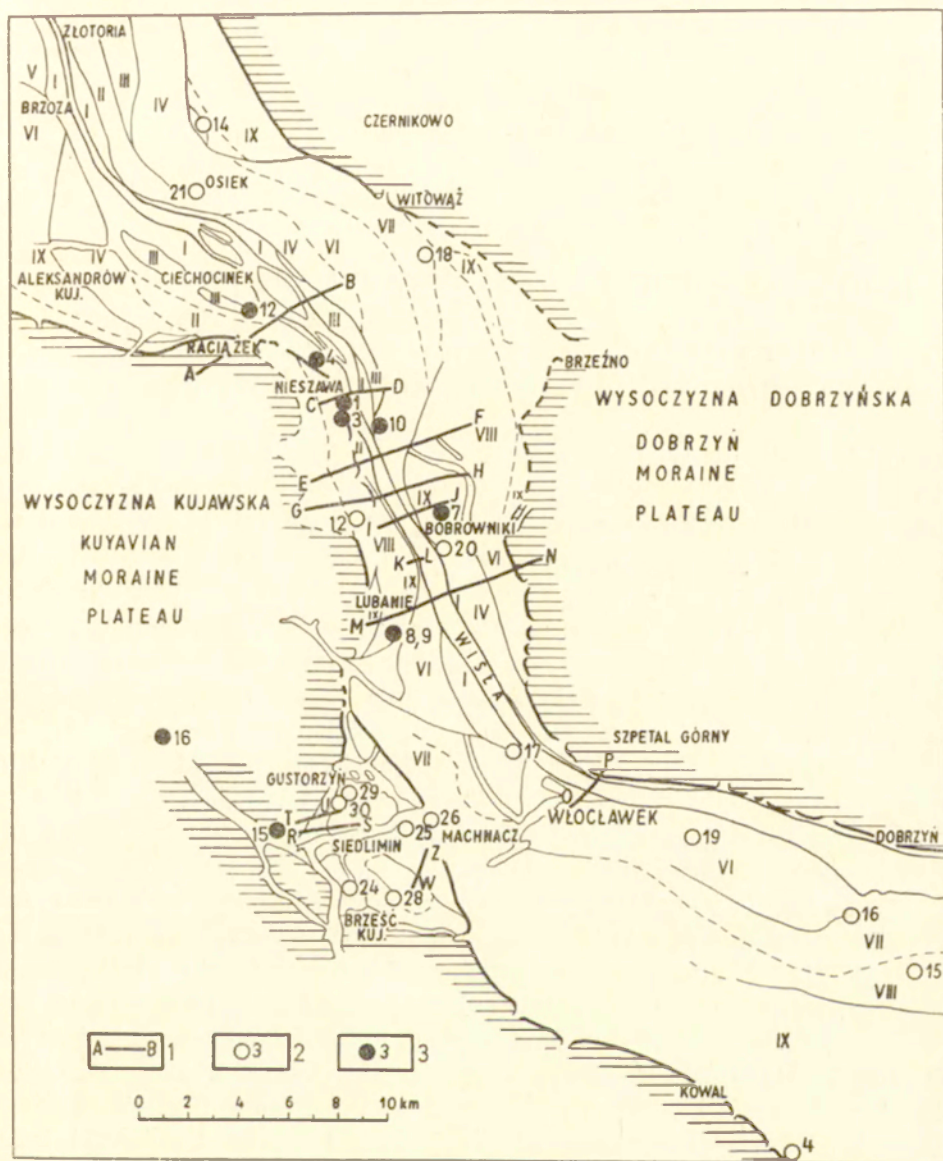 ZŁOTORIA
V
I
II
III
BRZOZA
I
VI
IV
14
IX
CZERNIKOWO
21 OSIEK
WITOWĄŻ
VII
18
IX
I
I
IV
VI
III
IX
IV
ALEKSANDRÓW
KUJ.
CIECHOCINEK
III
12
II
B
III
RACIĄŻEK
A
4
NIESZAWA
I
III
C
D
1
3
10
BRZEŹNO
WYSOCZYZNA DOBRZYŃSKA
DOBRZYŃ
MORAINE
PLATEAU
F
VIII
II
E
H
G
WYSOCZYZNA KUJAWSKA
KUYAVIAN
MORAINE
PLATEAU
IX
J
7
IX
12
I
VIII
BOBROWNIKI
20
K
L
VI
N
IX
LUBANIE
IX
M
I
IV
8,9
VI
WISŁA
I
16
17
SZPETAL GÓRNY
VII
P
GUSTORZYN
29
U
30
O
WŁOCŁAWEK
T
S
15
R
26
25
MACHNACZ
SIEDLIMIN
Z
19
DOBRZYŃ
VI
24
28
W
BRZEŚĆ
KUJ.
16
VII
15
VIII
IX
A B 1
3 2
3 3
KOWAL
0 2 4 6 8 10 km
4